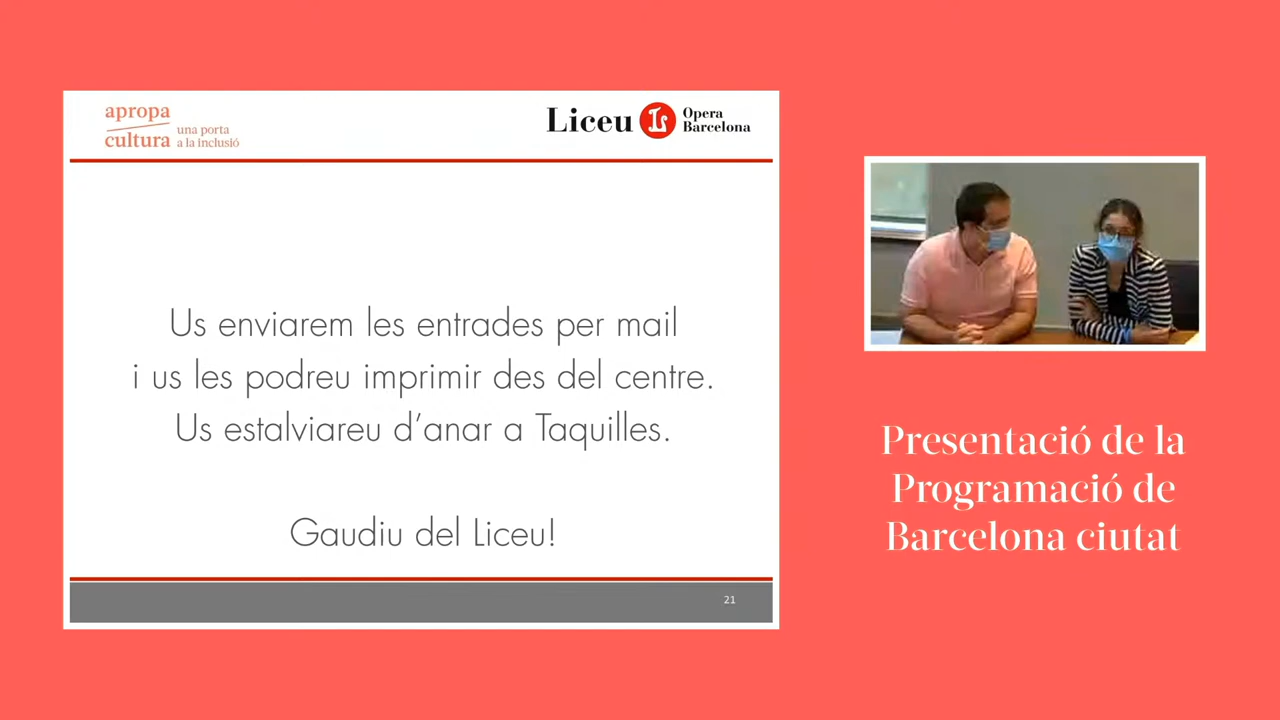 apropa
cultura
una porta
a la inclusió
Liceu
Opera
Barcelona
Us enviarem les entrades per mail
i us les podreu imprimir des del centre.
Us estalviareu d’anar a Taquilles.
Gaudiu del Liceu!
21
Presentació de la
Programació de
Barcelona ciutat